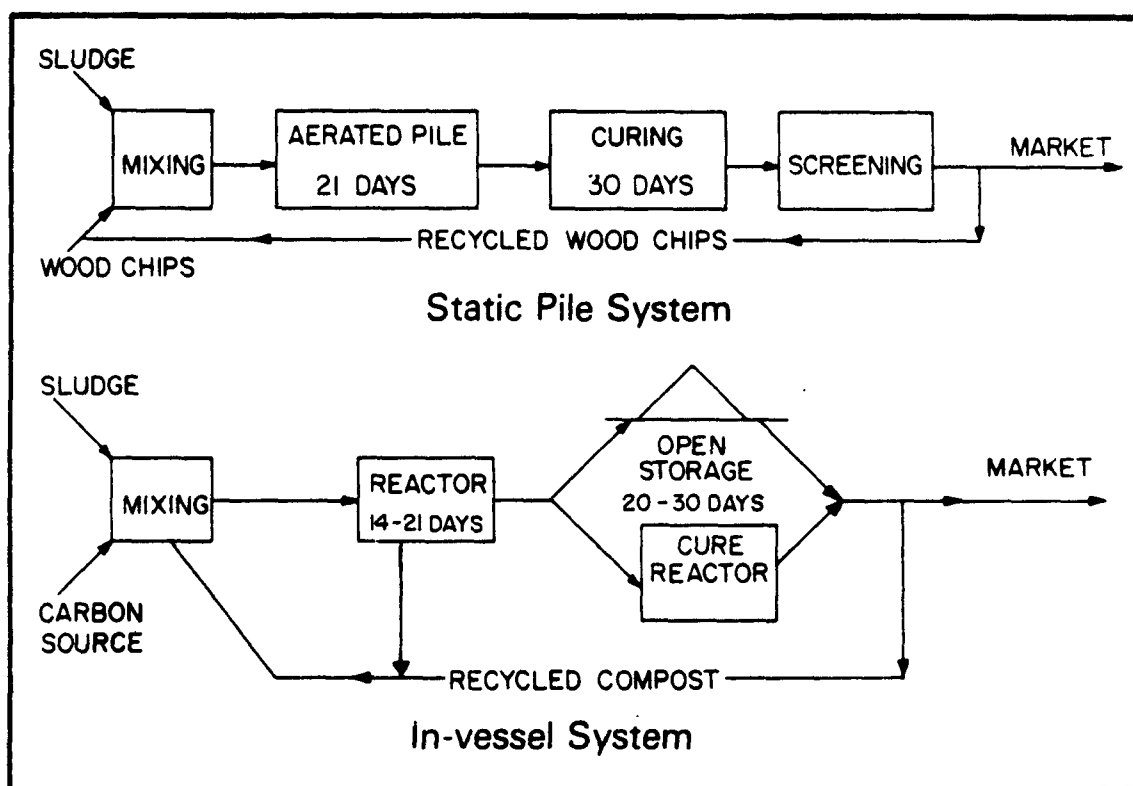 SLUDGE
MIXING
AERATED PILE
21 DAYS
CURING
30 DAYS
SCREENING
MARKET
RECYCLED WOOD CHIPS
WOOD CHIPS
Static Pile System
SLUDGE
MIXING
REACTOR
14-21 DAYS
OPEN
STORAGE
20-30 DAYS
CURE
REACTOR
MARKET
CARBON
SOURCE
RECYCLED COMPOST
In-vessel System